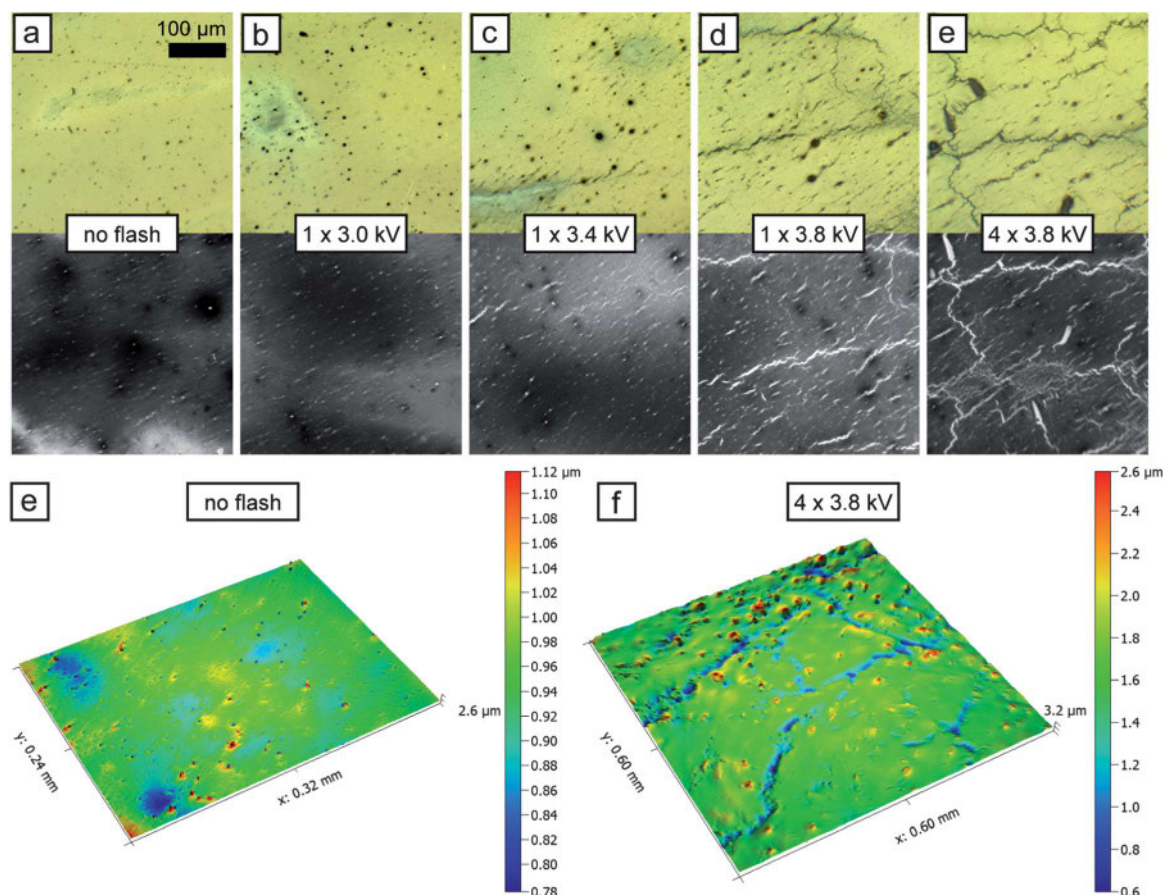 a
100 µm
b
c
d
e
no flash
1 x 3.0 kV
1 x 3.4 kV
1 x 3.8 kV
4 x 3.8 kV
e
no flash
1.12 µm
1.10
1.08
1.06
1.04
1.02
1.00
0.98
0.96
0.94
0.92
0.90
0.88
0.86
0.84
0.82
0.80
0.78
2.6 µm
y: 0.24 mm
x: 0.32 mm
f
4 x 3.8 kV
2.6 µm
2.4
2.2
2.0
1.8
1.6
1.4
1.2
1.0
0.8
0.6
3.2 µm
y: 0.60 mm
x: 0.60 mm